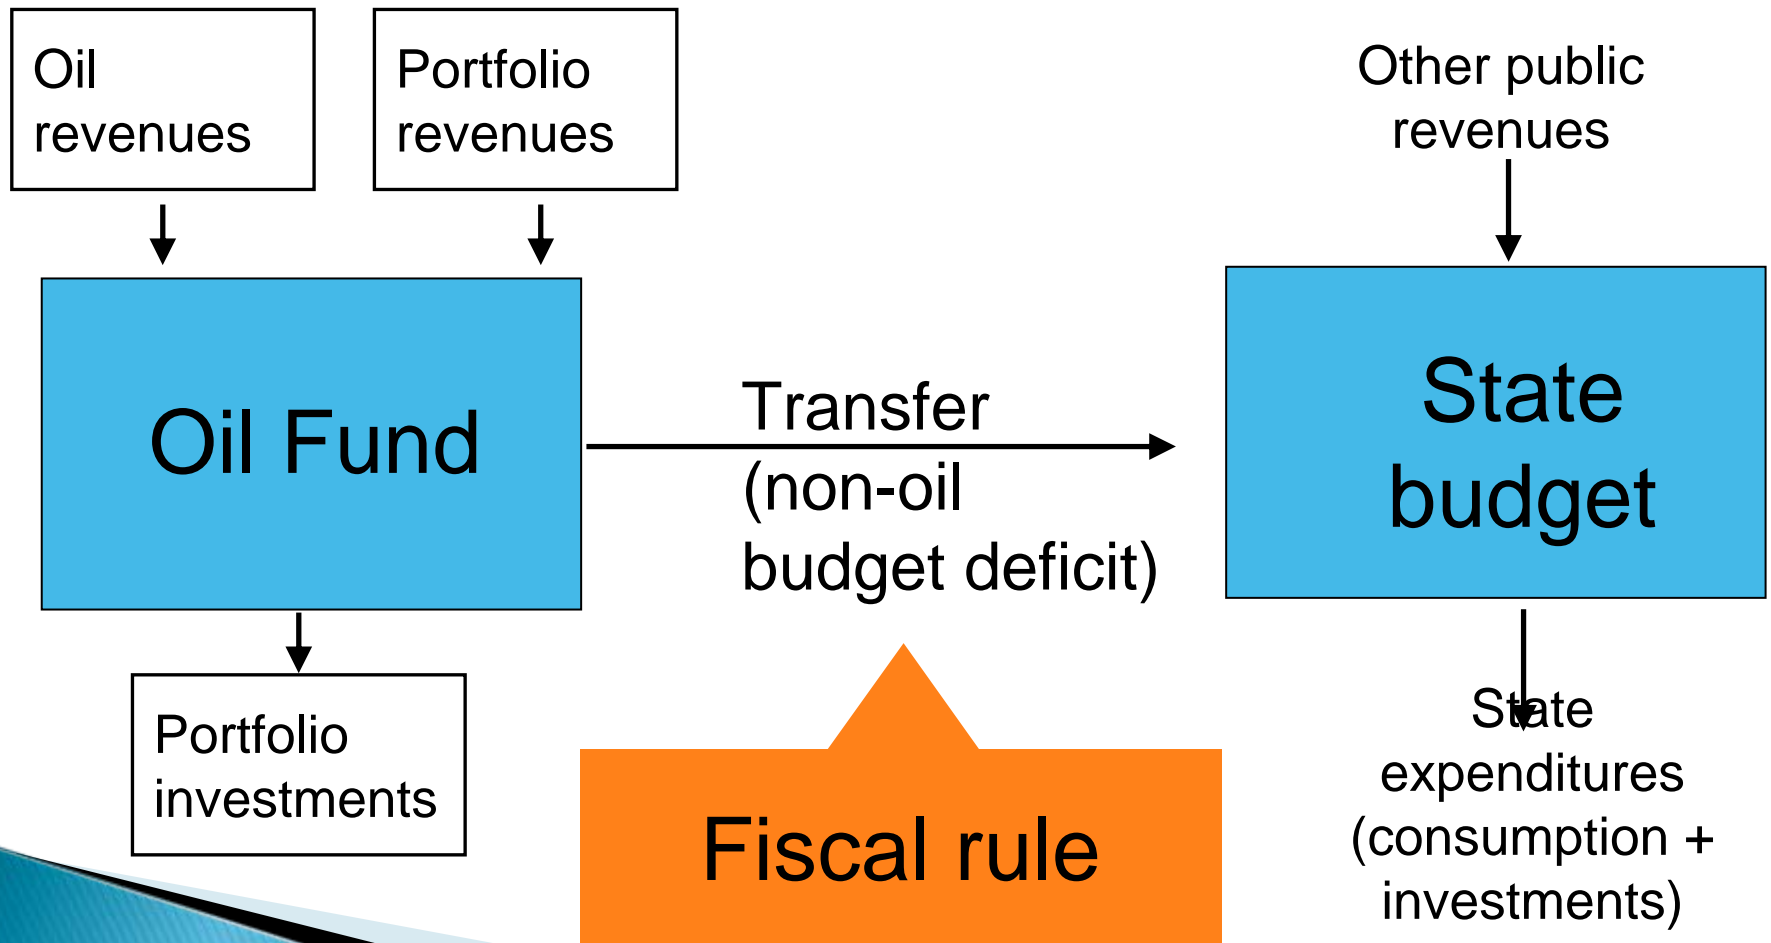 Oil
revenues
Portfolio
revenues
Other public
revenues
Oil Fund
Transfer
(non-oil
budget deficit)
State
budget
Portfolio
investments
Fiscal rule
State
expenditures
(consumption +
investments)